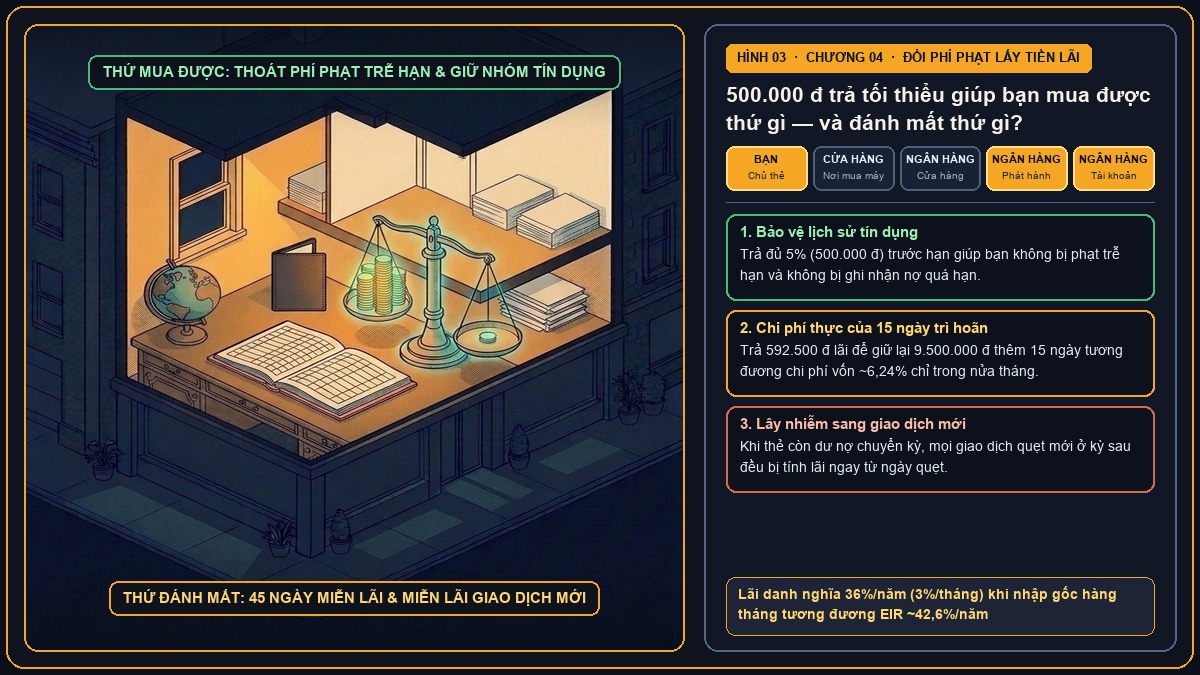 THỨ MUA ĐƯỢC: THOÁT PHÍ PHẠT TRỄ HẠN & GIỮ NHÓM TÍN DỤNG
THỨ ĐÁNH MẤT: 45 NGÀY MIỄN LÃI & MIỄN LÃI GIAO DỊCH MỚI
HÌNH 03 · CHƯƠNG 04 · ĐỔI PHÍ PHẠT LẤY TIỀN LÃI
500.000 đ trả tối thiểu giúp bạn mua được
thứ gì — và đánh mất thứ gì?
BẠN
Chủ thẻ
CỬA HÀNG
Nơi mua máy
NGÂN HÀNG
Cửa hàng
NGÂN HÀNG
Phát hành
NGÂN HÀNG
Tài khoản
1. Bảo vệ lịch sử tín dụng
Trả đủ 5% (500.000 đ) trước hạn giúp bạn không bị phạt trễ
hạn và không bị ghi nhận nợ quá hạn.
2. Chi phí thực của 15 ngày trì hoãn
Trả 592.500 đ lãi để giữ lại 9.500.000 đ thêm 15 ngày tương
đương chi phí vốn ~6,24% chỉ trong nửa tháng.
3. Lây nhiễm sang giao dịch mới
Khi thẻ còn dư nợ chuyển kỳ, mọi giao dịch quẹt mới ở kỳ sau
đều bị tính lãi ngay từ ngày quẹt.
Lãi danh nghĩa 36%/năm (3%/tháng) khi nhập gốc hàng
tháng tương đương EIR ~42,6%/năm